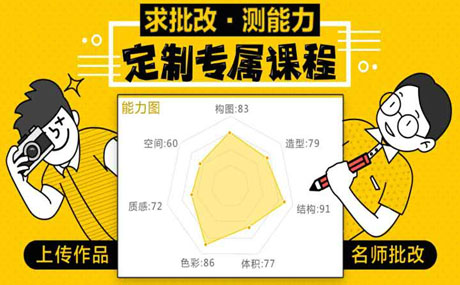 求批改·测能力
定制专属课程
能力图
构图:83
空间:60
造型:79
质感:72
结构:91
色彩:86
体积:77
上传作品
名师批改